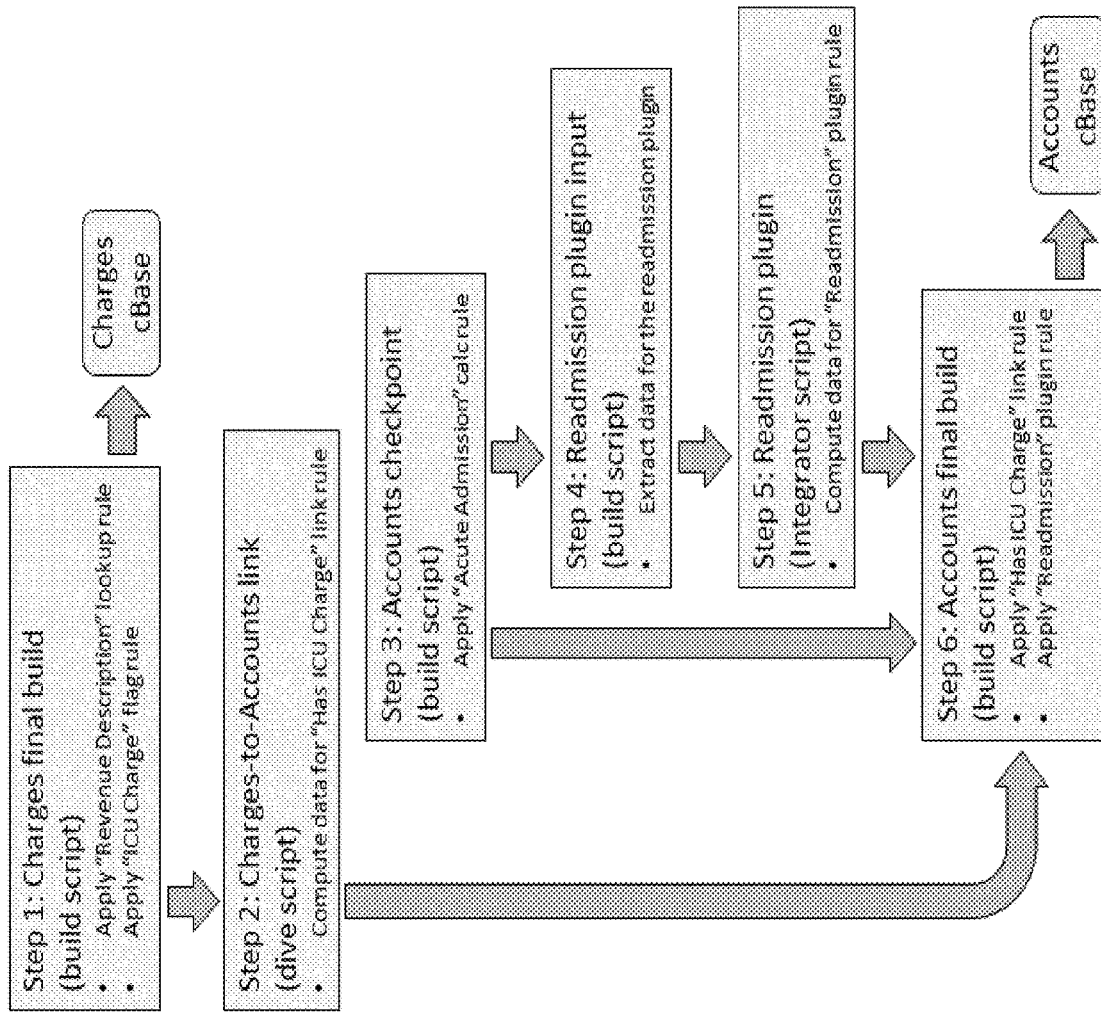 Step 1: Charges final build
(build script)
• Apply "Revenue Description" lookup rule
• Apply "ICU Charge" flag rule
Charges
cBase
Step 2: Charges-to-Accounts link
(dive script)
• Compute data for "Has ICU Charge" link rule
Step 3: Accounts checkpoint
(build script)
• Apply "Acute Admission" calc rule
Step 4: Readmission plugin input
(build script)
• Extract data for the readmission plugin
Step 5: Readmission plugin
(Integrator script)
• Compute data for "Readmission" plugin rule
Step 6: Accounts final build
(build script)
• Apply "Has ICU Charge" link rule
• Apply "Readmission" plugin rule
Accounts
cBase